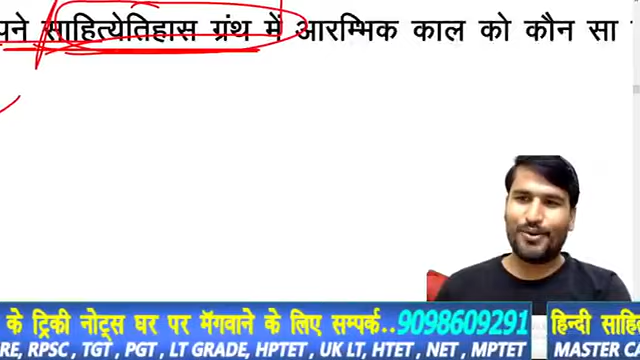 पने साहित्येतिहास ग्रंथ में आरम्भिक काल को कौन सा
के ट्रिकी नोट्स घर पर मॅगवाने के लिए सम्पर्क..9098609291 हिन्दी साहि
RE, RPSC , TGT , PGT , LT GRADE, HPTET , UK LT, HTET , NET , MPTET MASTER C